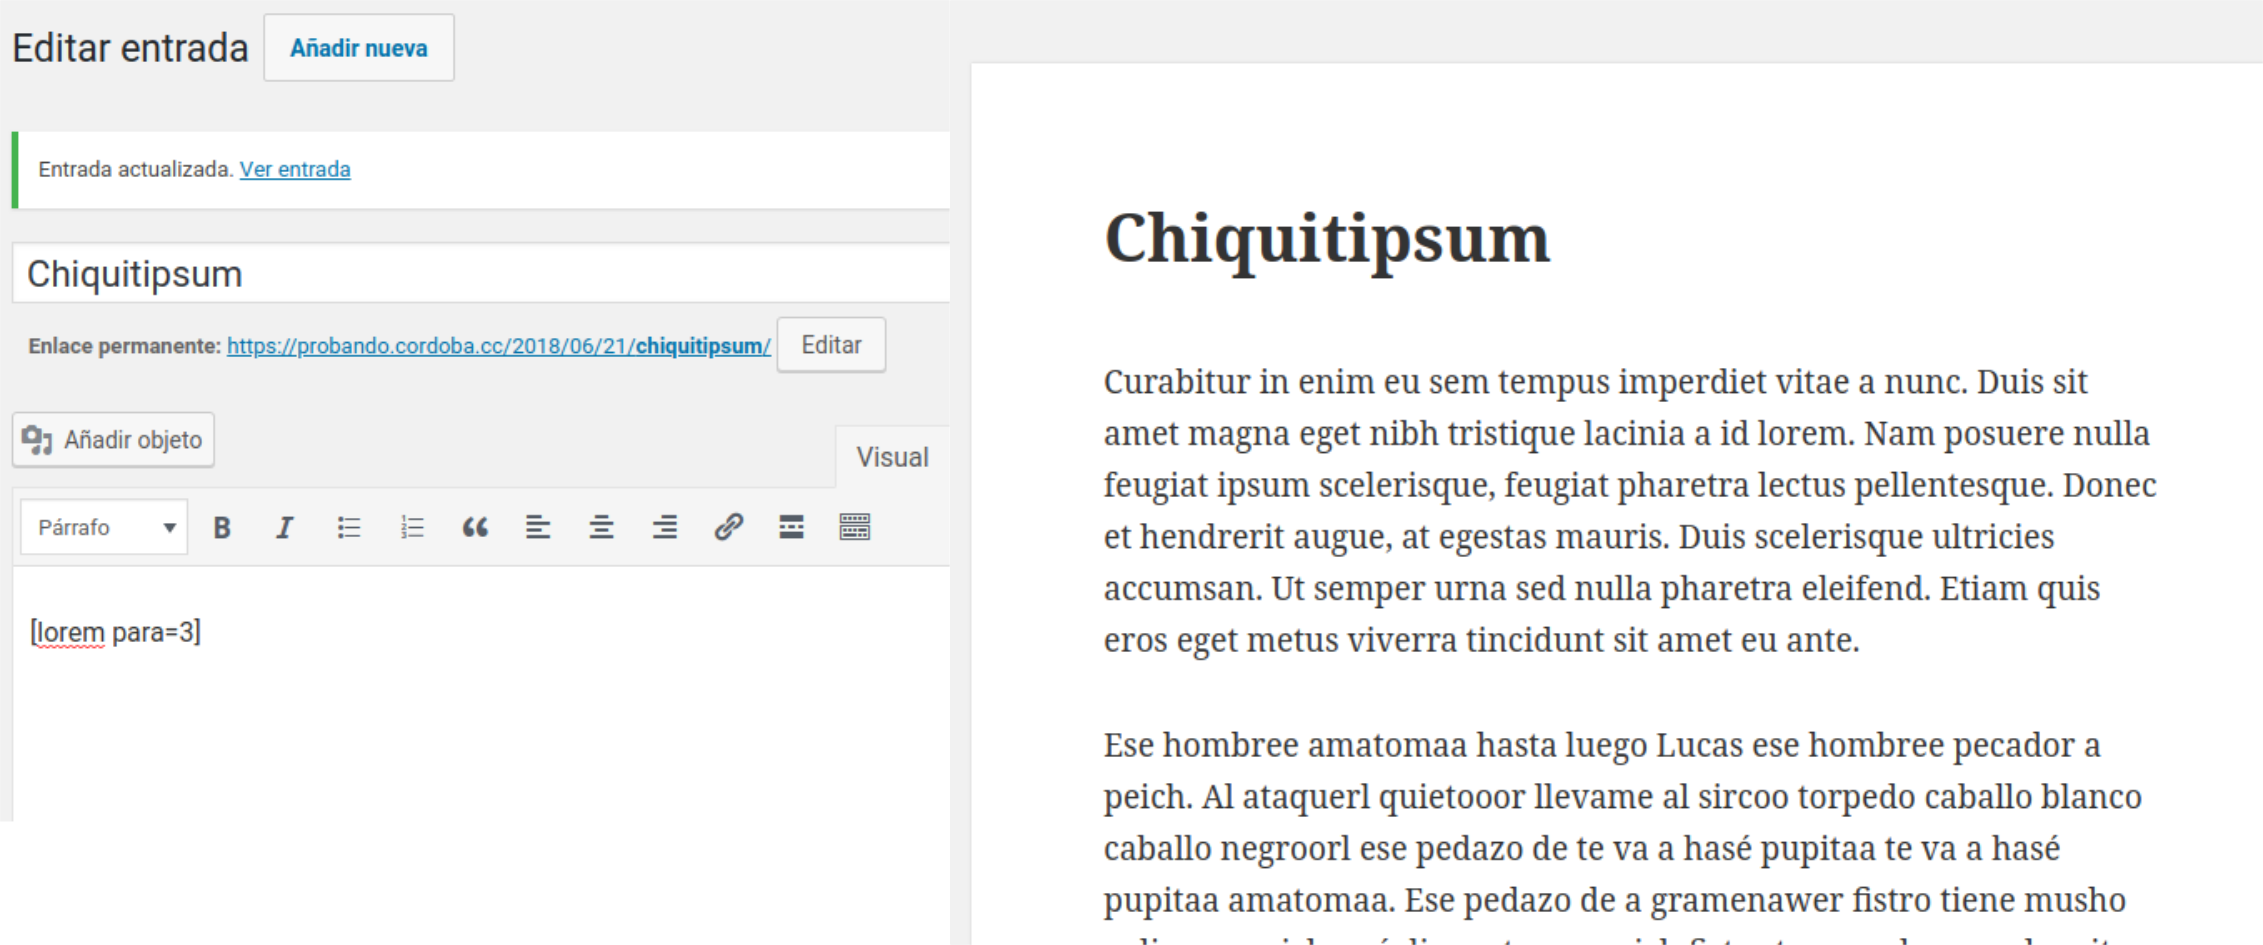 Editar entrada Añadir nueva
Entrada actualizada. Ver entrada
Chiquitipsum
Enlace permanente: https://probando.cordoba.cc/2018/06/21/chiquitipsum/ Editar
Añadir objeto
Visual
Párrafo
[lorem para=3]
Chiquitipsum
Curabitur in enim eu sem tempus imperdiet vitae a nunc. Duis sit
amet magna eget nibh tristique lacinia a id lorem. Nam posuere nulla
feugiat ipsum scelerisque, feugiat pharetra lectus pellentesque. Donec
et hendrerit augue, at egestas mauris. Duis scelerisque ultricies
accumsan. Ut semper urna sed nulla pharetra eleifend. Etiam quis
eros eget metus viverra tincidunt sit amet eu ante.
Ese hombree amatomaa hasta luego Lucas ese hombree pecador a
peich. Al ataquerl quietooor llevame al sircoo torpedo caballo blanco
caballo negroorl ese pedazo de te va a hasé pupitaa te va a hasé
pupitaa amatomaa. Ese pedazo de a gramenawer fistro tiene musho